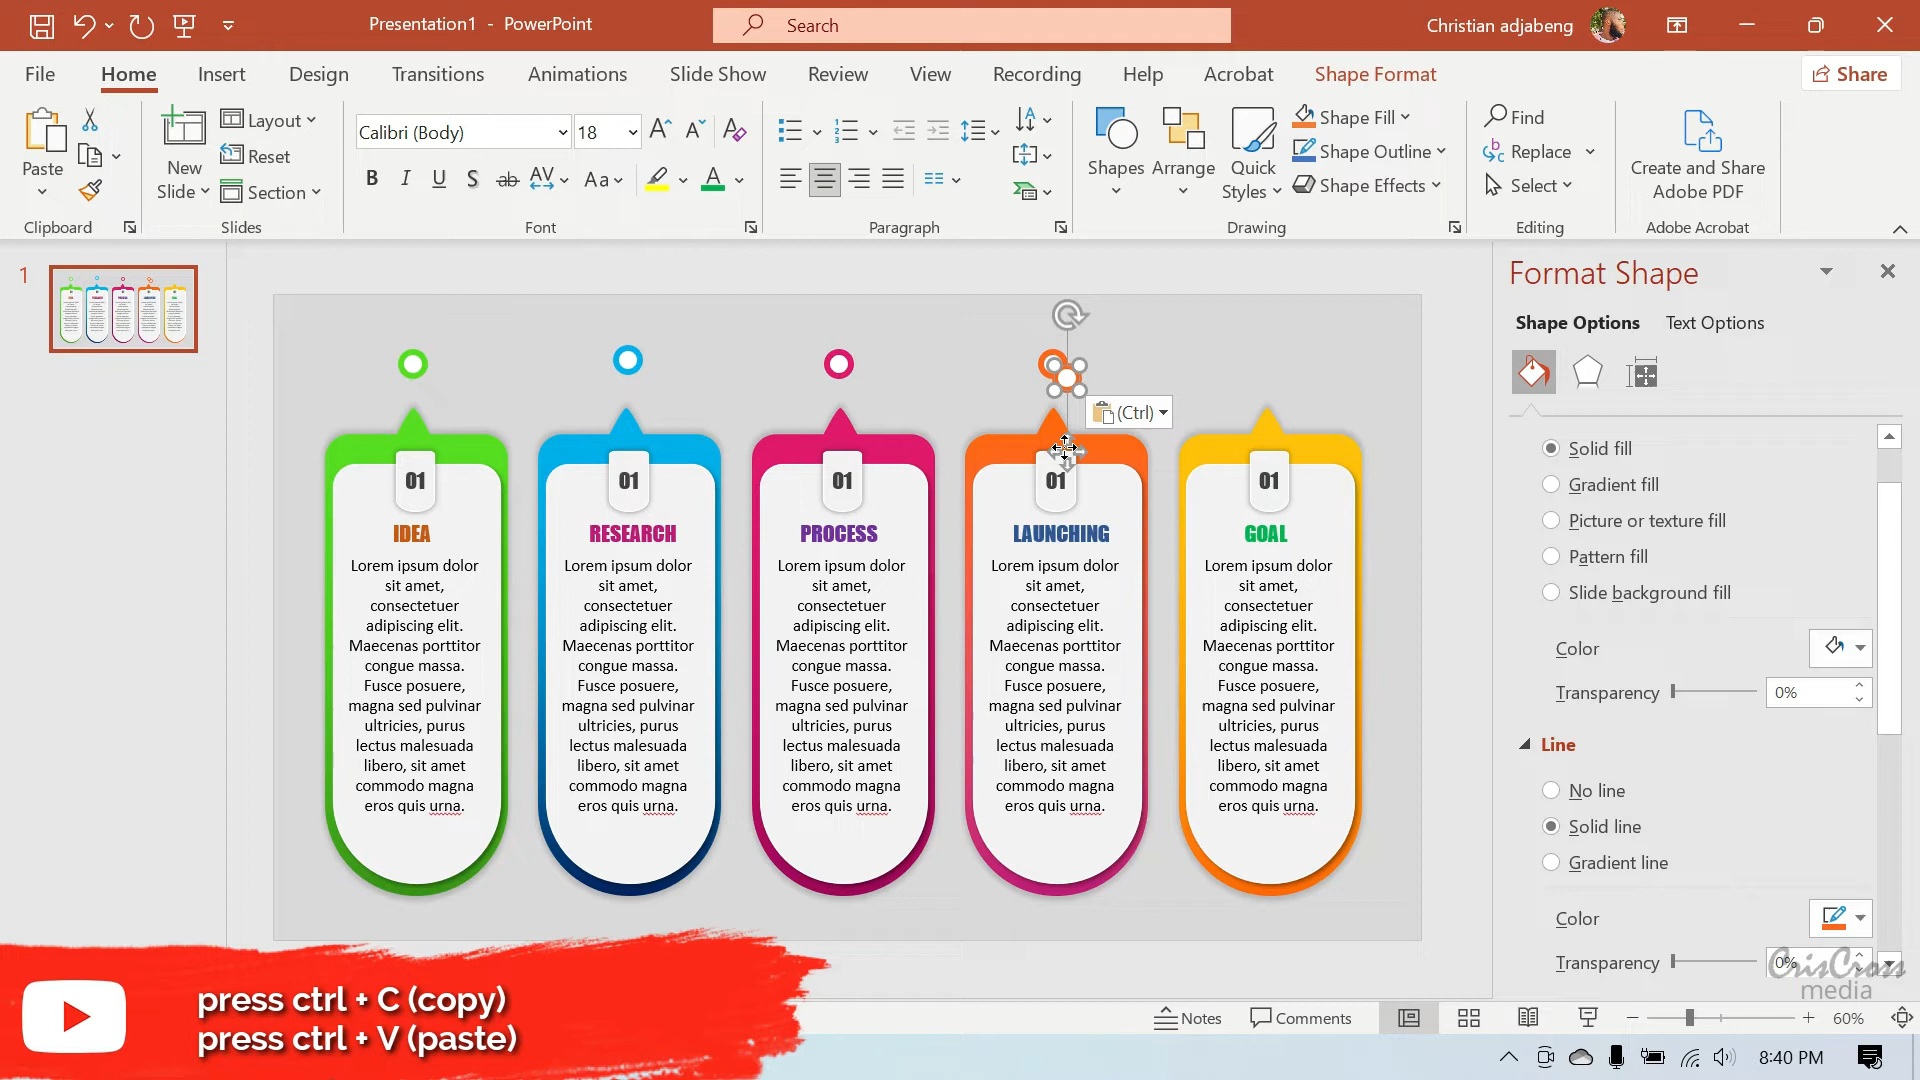 Presentation1 - PowerPoint
Search
Christian adjabeng
File Home Insert Design Transitions Animations Slide Show Review View Recording Help Acrobat Shape Format
Share
Paste
Clipboard
New Slide
Layout
Reset
Section
Slides
Calibri (Body) 18
B I U S ab AV Aa A
Font
Paragraph
Shapes Arrange Quick Styles
Shape Fill
Shape Outline
Shape Effects
Drawing
Find
Replace
Select
Editing
Create and Share Adobe PDF
Adobe Acrobat
1
(Ctrl)
01
IDEA
Lorem ipsum dolor
sit amet,
consectetuer
adipiscing elit.
Maecenas porttitor
congue massa.
Fusce posuere,
magna sed pulvinar
ultricies, purus
lectus malesuada
libero, sit amet
commodo magna
eros quis urna.
01
RESEARCH
Lorem ipsum dolor
sit amet,
consectetuer
adipiscing elit.
Maecenas porttitor
congue massa.
Fusce posuere,
magna sed pulvinar
ultricies, purus
lectus malesuada
libero, sit amet
commodo magna
eros quis urna.
01
PROCESS
Lorem ipsum dolor
sit amet,
consectetuer
adipiscing elit.
Maecenas porttitor
congue massa.
Fusce posuere,
magna sed pulvinar
ultricies, purus
lectus malesuada
libero, sit amet
commodo magna
eros quis urna.
01
LAUNCHING
Lorem ipsum dolor
sit amet,
consectetuer
adipiscing elit.
Maecenas porttitor
congue massa.
Fusce posuere,
magna sed pulvinar
ultricies, purus
lectus malesuada
libero, sit amet
commodo magna
eros quis urna.
01
GOAL
Lorem ipsum dolor
sit amet,
consectetuer
adipiscing elit.
Maecenas porttitor
congue massa.
Fusce posuere,
magna sed pulvinar
ultricies, purus
lectus malesuada
libero, sit amet
commodo magna
eros quis urna.
Format Shape
Shape Options Text Options
Solid fill
Gradient fill
Picture or texture fill
Pattern fill
Slide background fill
Color
Transparency 0%
Line
No line
Solid line
Gradient line
Color
Transparency 0%
CrisCross
media
press ctrl + C (copy)
press ctrl + V (paste)
Notes Comments 60%
8:40 PM